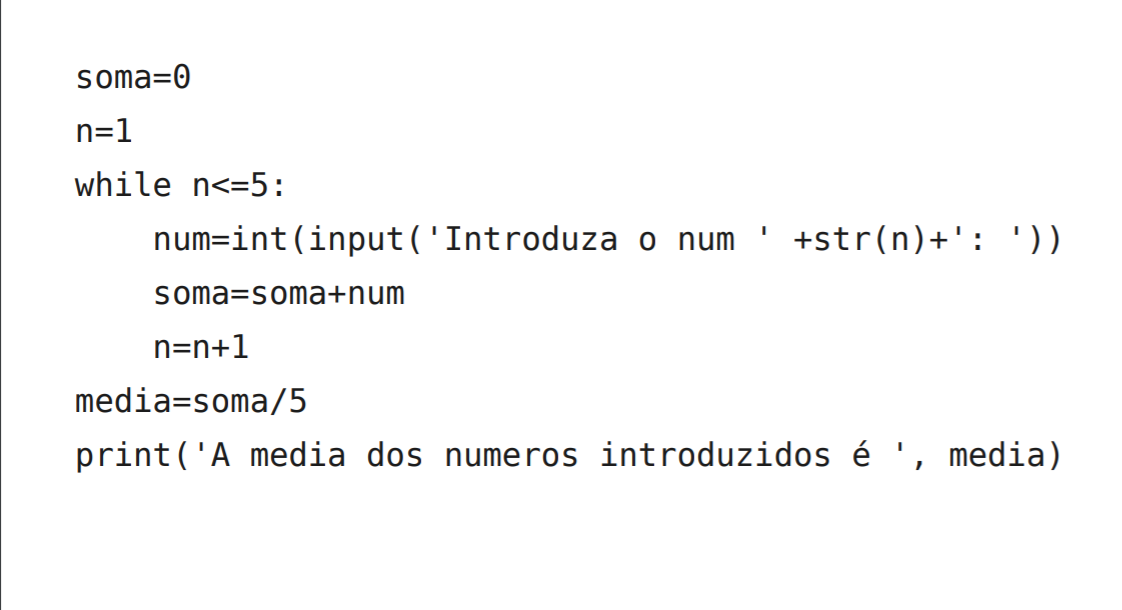 soma=0
n=1
while n<=5:
    num=int(input('Introduza o num ' +str(n)+': '))
    soma=soma+num
    n=n+1
media=soma/5
print('A media dos numeros introduzidos é ', media)